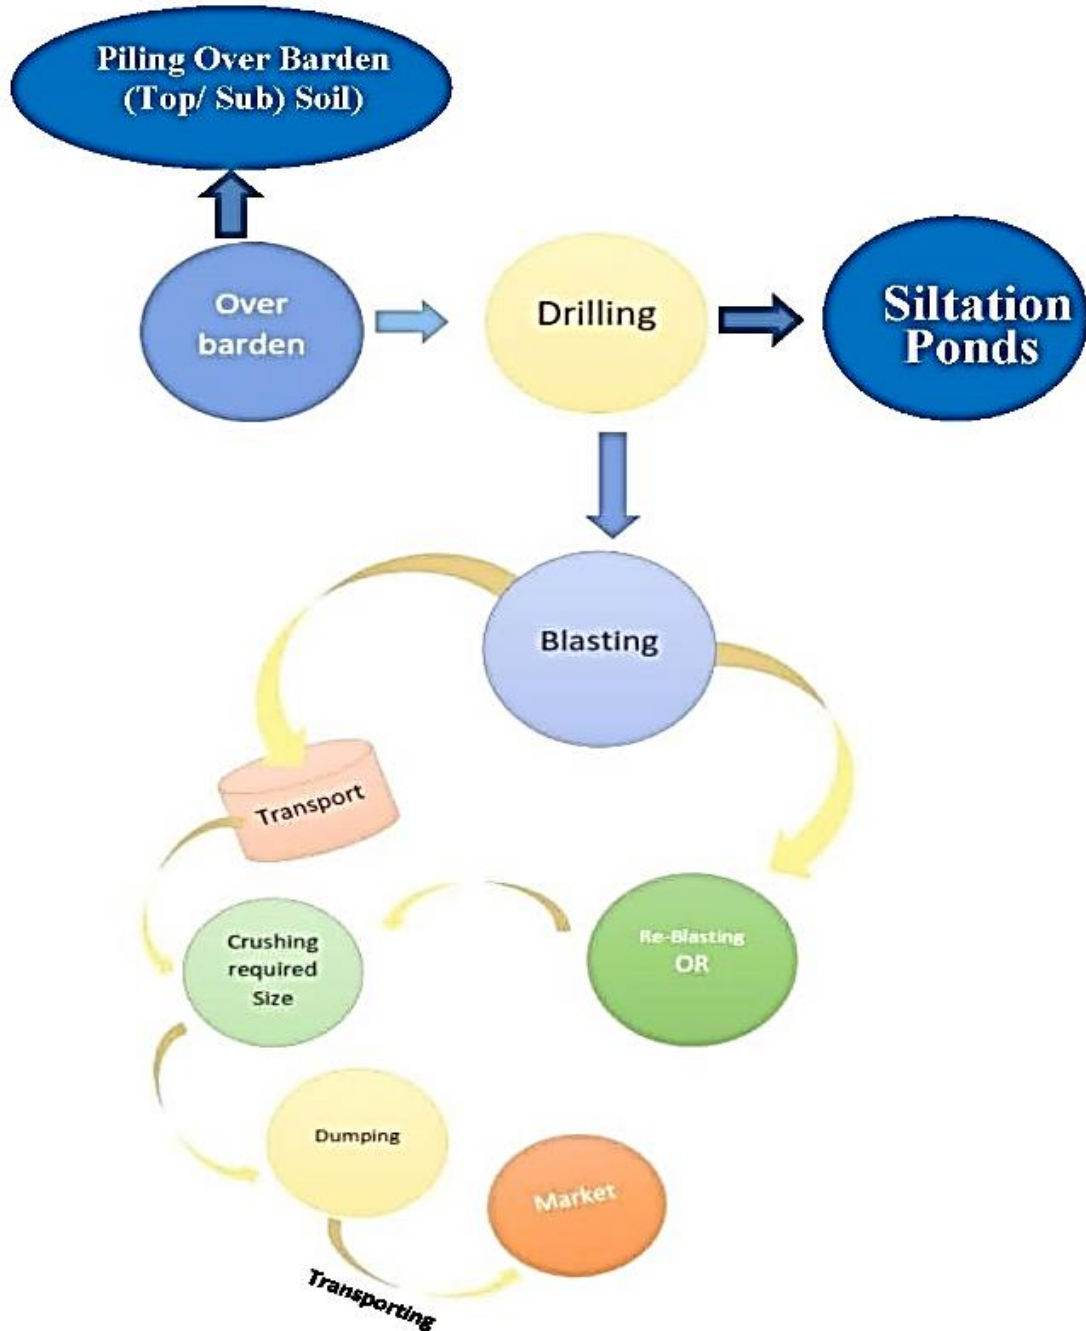 Piling Over Barden
(Top/ Sub) Soil)
Over
barden
Drilling
Siltation
Ponds
Blasting
Transport
Crushing
required
Size
Re-Blasting
OR
Dumping
Market
Transporting